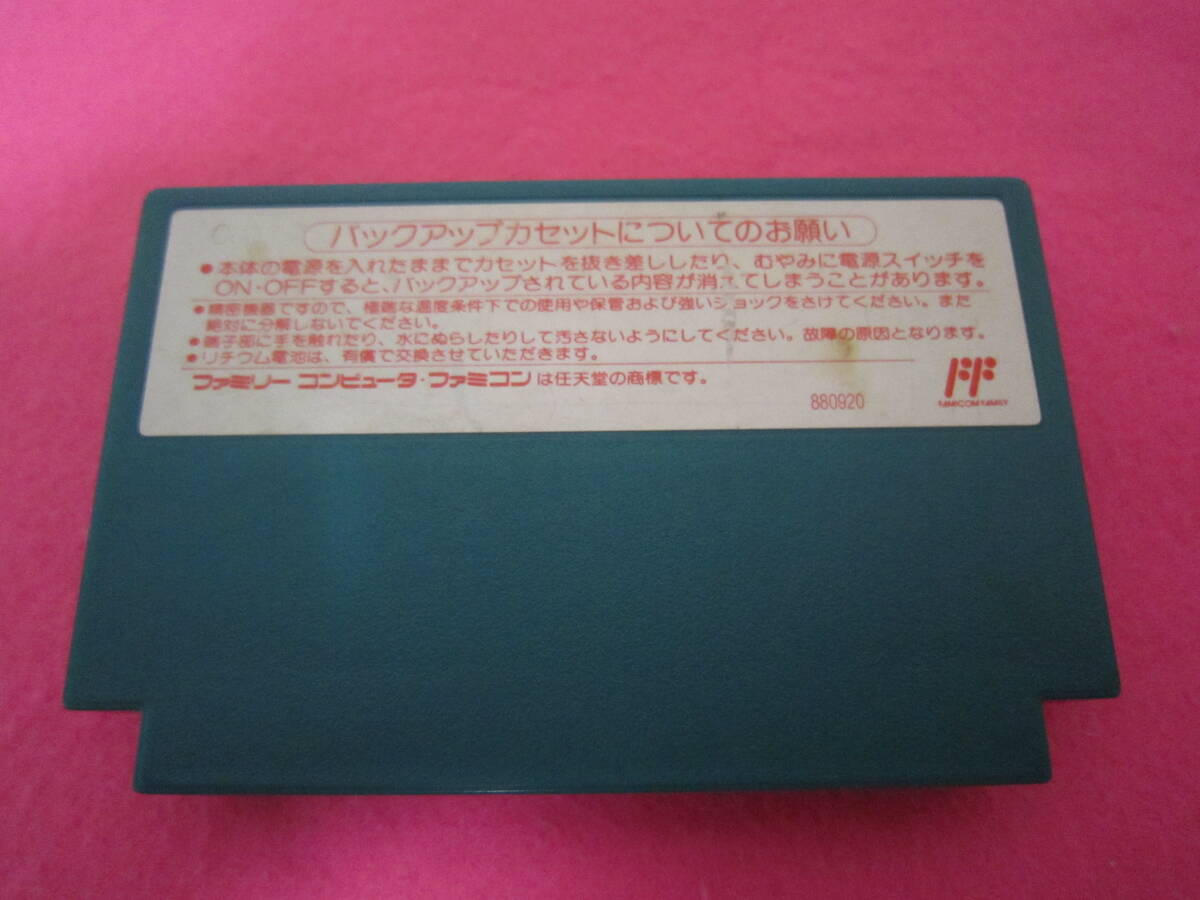 バックアップカセットについてのお願い
●本体の電源を入れたままでカセットを抜き差ししたり、むやみに電源スイッチを
ON・OFFすると、バックアップされている内容が消えてしまうことがあります。
●精密機器ですので、極端な温度条件下での使用や保管および強いショックをさけてください。また
絶対に分解しないでください。
●端子部に手を触れたり、水にぬらしたりして汚さないようにしてください。故障の原因となります。
●リチウム電池は、有償で交換させていただきます。
ファミリーコンピュータ・ファミコンは任天堂の商標です。
880920
FAMICOM FAMILY